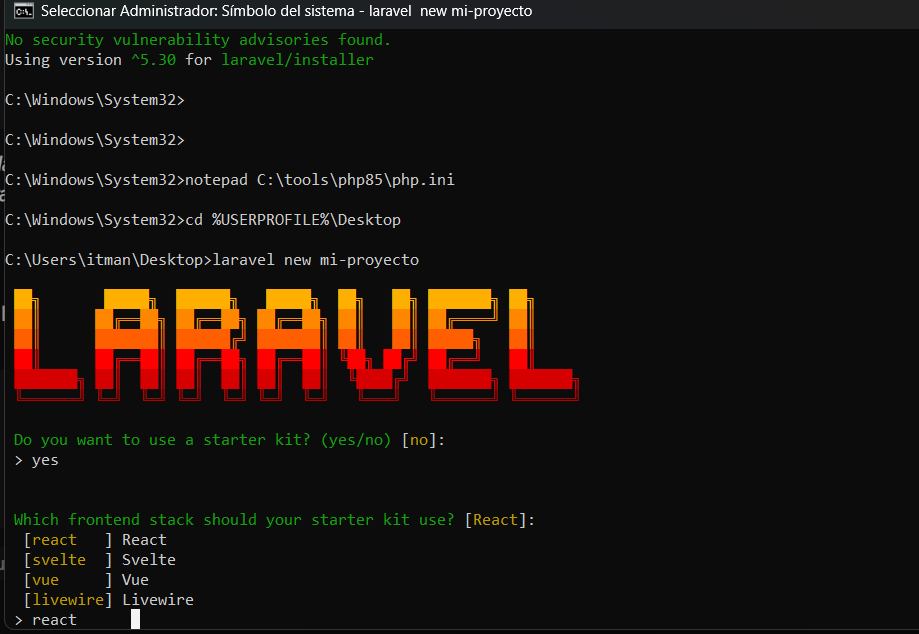 Seleccionar Administrador: Símbolo del sistema - laravel  new mi-proyecto
No security vulnerability advisories found.
Using version ^5.30 for laravel/installer
C:\Windows\System32>
C:\Windows\System32>
C:\Windows\System32>notepad C:\tools\php85\php.ini
C:\Windows\System32>cd %USERPROFILE%\Desktop
C:\Users\itman\Desktop>laravel new mi-proyecto
LARAVEL
Do you want to use a starter kit? (yes/no) [no]:
> yes
Which frontend stack should your starter kit use? [React]:
[react   ] React
[svelte  ] Svelte
[vue     ] Vue
[livewire] Livewire
> react